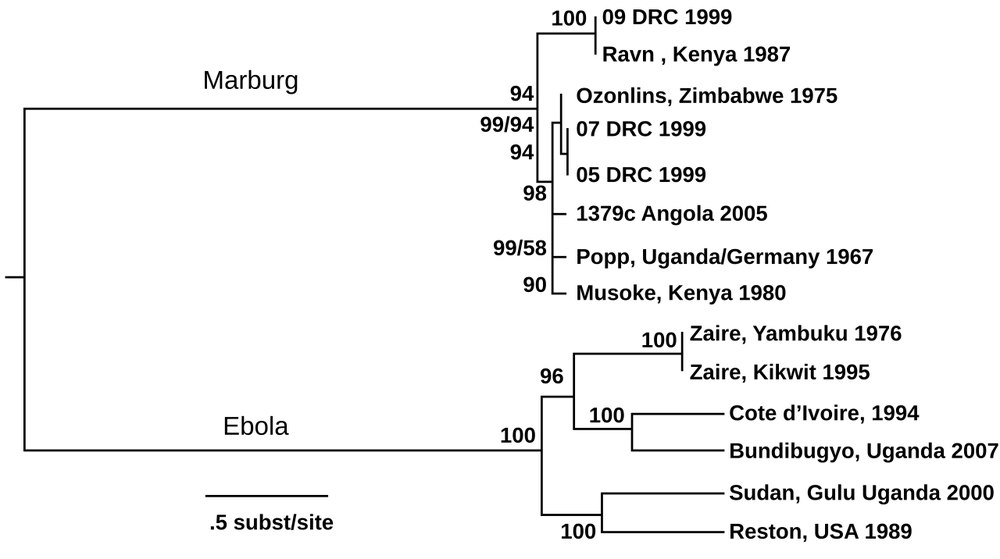 100
09 DRC 1999
Ravn , Kenya 1987
Marburg
94
Ozonlins, Zimbabwe 1975
99/94
07 DRC 1999
94
05 DRC 1999
98
1379c Angola 2005
99/58
Popp, Uganda/Germany 1967
90
Musoke, Kenya 1980
100
Zaire, Yambuku 1976
Zaire, Kikwit 1995
96
100
Cote d’Ivoire, 1994
Ebola
100
Bundibugyo, Uganda 2007
Sudan, Gulu Uganda 2000
.5 subst/site
100
Reston, USA 1989